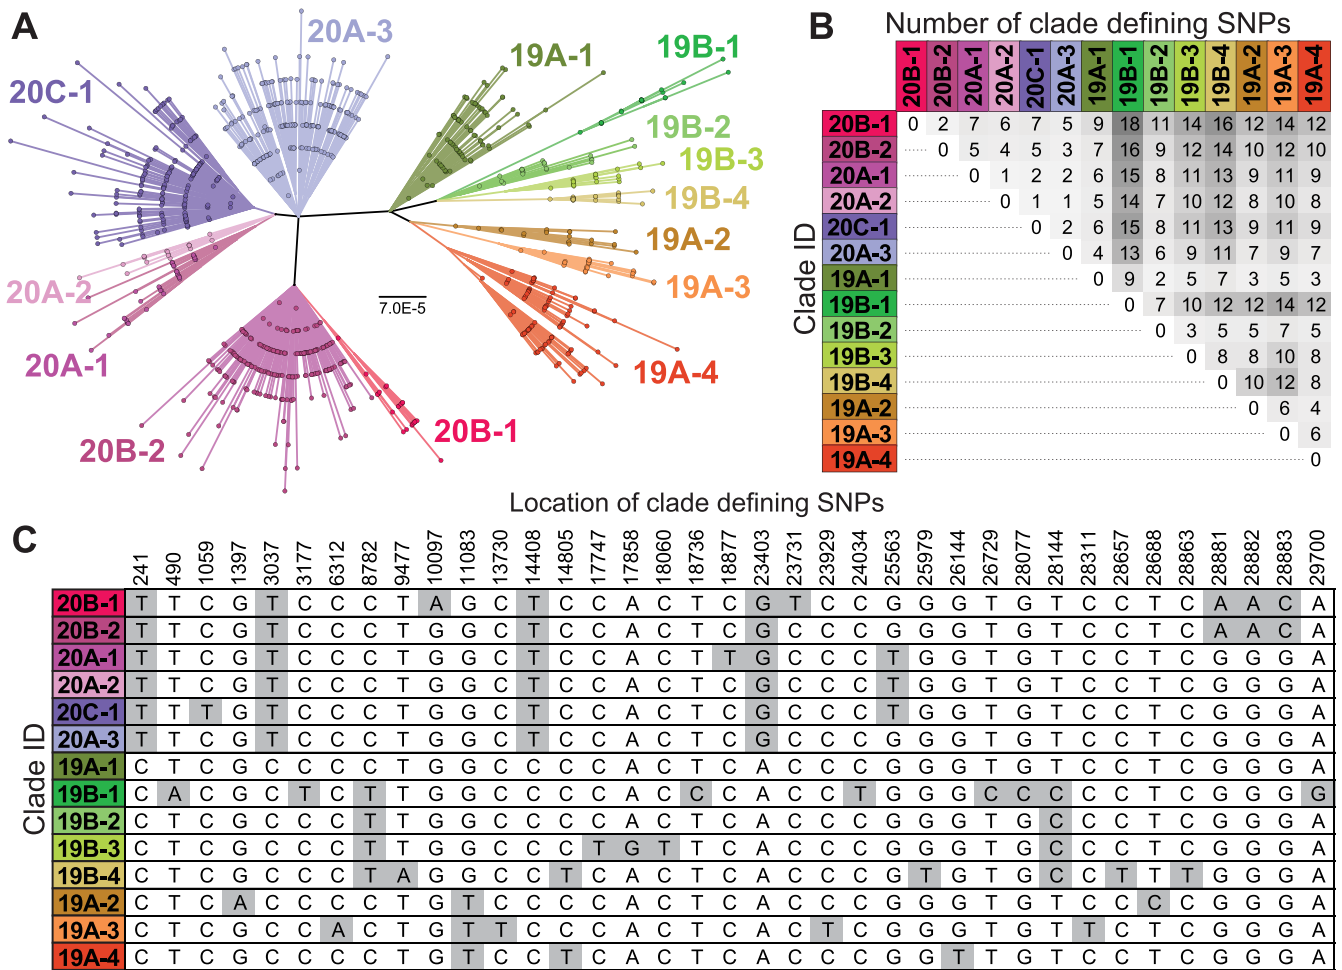 A
20A-3
19A-1
19B-1
20C-1
19B-2
19B-3
19B-4
19A-2
20A-2
19A-3
7.0E-5
20A-1
19A-4
20B-1
20B-2
B
Number of clade defining SNPs
20B-1 20B-2 20A-1 20A-2 20C-1 20A-3 19A-1 19B-1 19B-2 19B-3 19B-4 19A-2 19A-3 19A-4
Clade ID
20B-1 0 2 7 6 7 5 9 18 11 14 16 12 14 12
20B-2 0 5 4 5 3 7 16 9 12 14 10 12 10
20A-1 0 1 2 2 6 15 8 11 13 9 11 9
20A-2 0 1 1 5 14 7 10 12 8 10 8
20C-1 0 2 6 15 8 11 13 9 11 9
20A-3 0 4 13 6 9 11 7 9 7
19A-1 0 9 2 5 7 3 5 3
19B-1 0 7 10 12 12 14 12
19B-2 0 3 5 5 7 5
19B-3 0 8 8 10 8
19B-4 0 10 12 8
19A-2 0 6 4
19A-3 0 6
19A-4 0
C
Location of clade defining SNPs
241 490 1059 1397 3037 3177 6312 8782 9477 10097 11083 13730 14408 14805 17747 17858 18060 18736 18877 23403 23731 23929 24034 25563 25979 26144 26729 28077 28144 28311 28657 28688 28863 28881 28882 28883 29700
Clade ID
20B-1 T T C G T C C C T A G C T C C A C T C G T C C G G G T G T C C T C A A C A
20B-2 T T C G T C C C T G G C T C C A C T C G C C C G G G T G T C C T C A A C A
20A-1 T T C G T C C C T G G C T C C A C T T G C C C T G G T G T C C T C G G G A
20A-2 T T C G T C C C T G G C T C C A C T C G C C C T G G T G T C C T C G G G A
20C-1 T T T G T C C C T G G C T C C A C T C G C C C T G G T G T C C T C G G G A
20A-3 T T C G T C C C T G G C T C C A C T C G C C C G G G T G T C C T C G G G A
19A-1 C T C G C C C C T G G C C C C A C T C A C C C G G G T G T C C T C G G G A
19B-1 C A C G C T C T T G G C C C C A C C C A C C T G G G C C C C C T C G G G G
19B-2 C T C G C C C T T G G C C C C A C T C A C C C G G G T G C C C T C G G G A
19B-3 C T C G C C C T T G G C C C T G T T C A C C C G G G T G C C C T C G G G A
19B-4 C T C G C C C T A G G C C T C A C T C A C C C G T G T G C C T T T G G G A
19A-2 C T C A C C C C T G T C C C C A C T C A C C C G G G T G T C C C C G G G A
19A-3 C T C G C C A C T G T T C C C A C T C A C T C G G G T G T T C T C G G G A
19A-4 C T C G C C C C T G T C C T C A C T C A C C C G G T T G T C C T C G G G A